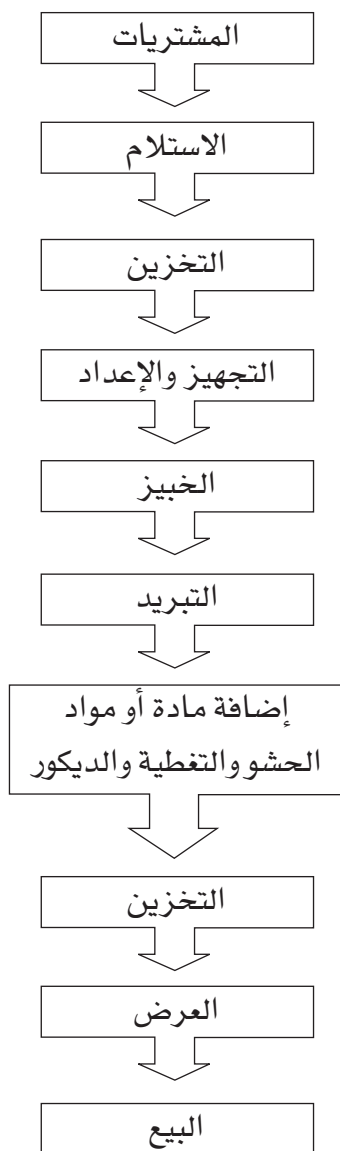 المشتريات
الاستلام
التخزين
التجهيز والإعداد
الخبيز
التبريد
إضافة مادة أو مواد
الحشو والتغطية والديكور
التخزين
العرض
البيع